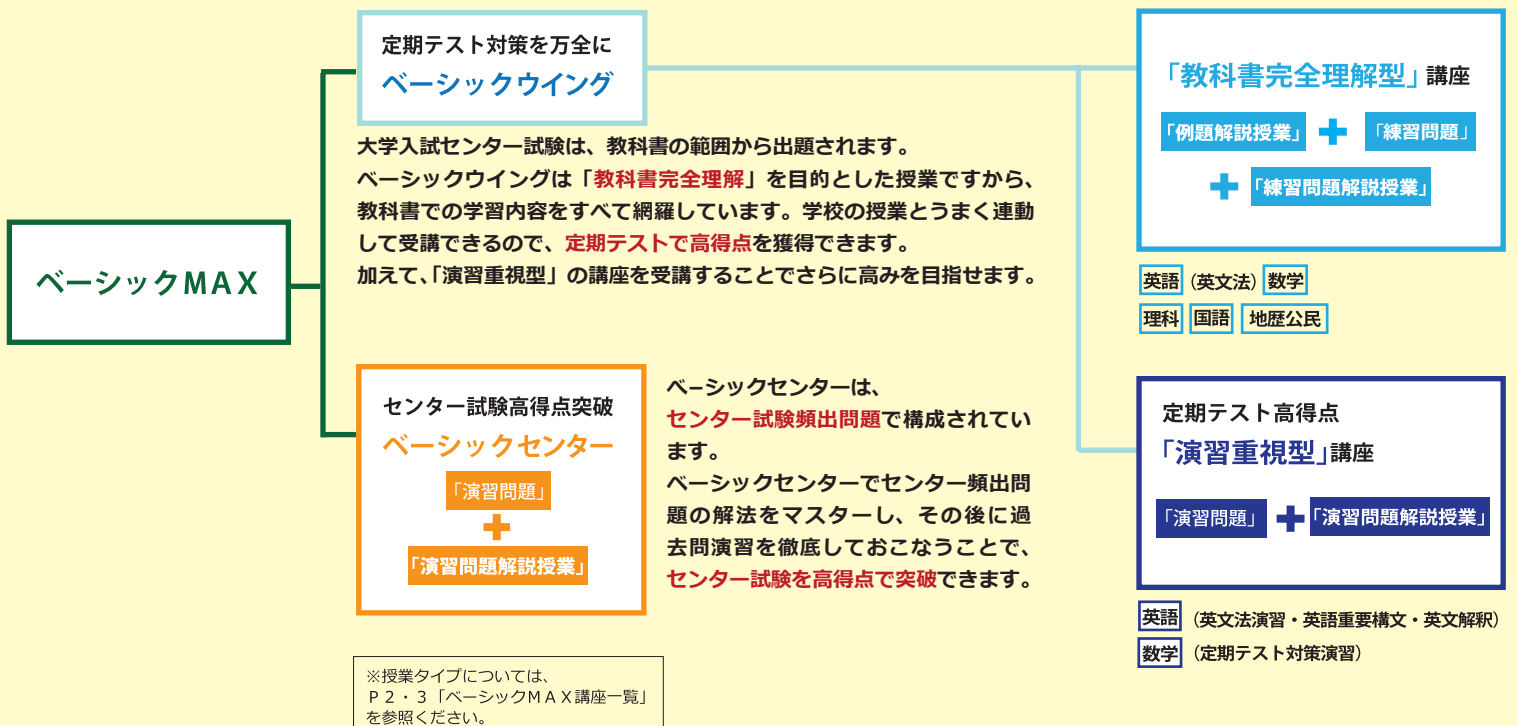 ベーシックMAX
定期テスト対策を万全に
ベーシックウイング
大学入試センター試験は、教科書の範囲から出題されます。
ベーシックウイングは「教科書完全理解」を目的とした授業ですから、
教科書での学習内容をすべて網羅しています。学校の授業とうまく連動
して受講できるので、定期テストで高得点を獲得できます。
加えて、「演習重視型」の講座を受講することでさらに高みを目指せます。
センター試験高得点突破
ベーシックセンター
「演習問題」
+
「演習問題解説授業」
ベーシックセンターは、
センター試験頻出問題で構成されてい
ます。
ベーシックセンターでセンター頻出問
題の解法をマスターし、その後に過
去問演習を徹底しておこなうことで、
センター試験を高得点で突破できます。
※授業タイプについては、
P2・3「ベーシックMAX講座一覧」
を参照ください。
「教科書完全理解型」講座
「例題解説授業」 + 「練習問題」
+ 「練習問題解説授業」
英語 (英文法) 数学
理科 国語 地歴公民
定期テスト高得点
「演習重視型」講座
「演習問題」 + 「演習問題解説授業」
英語 (英文法演習・英語重要構文・英文解釈)
数学 (定期テスト対策演習)